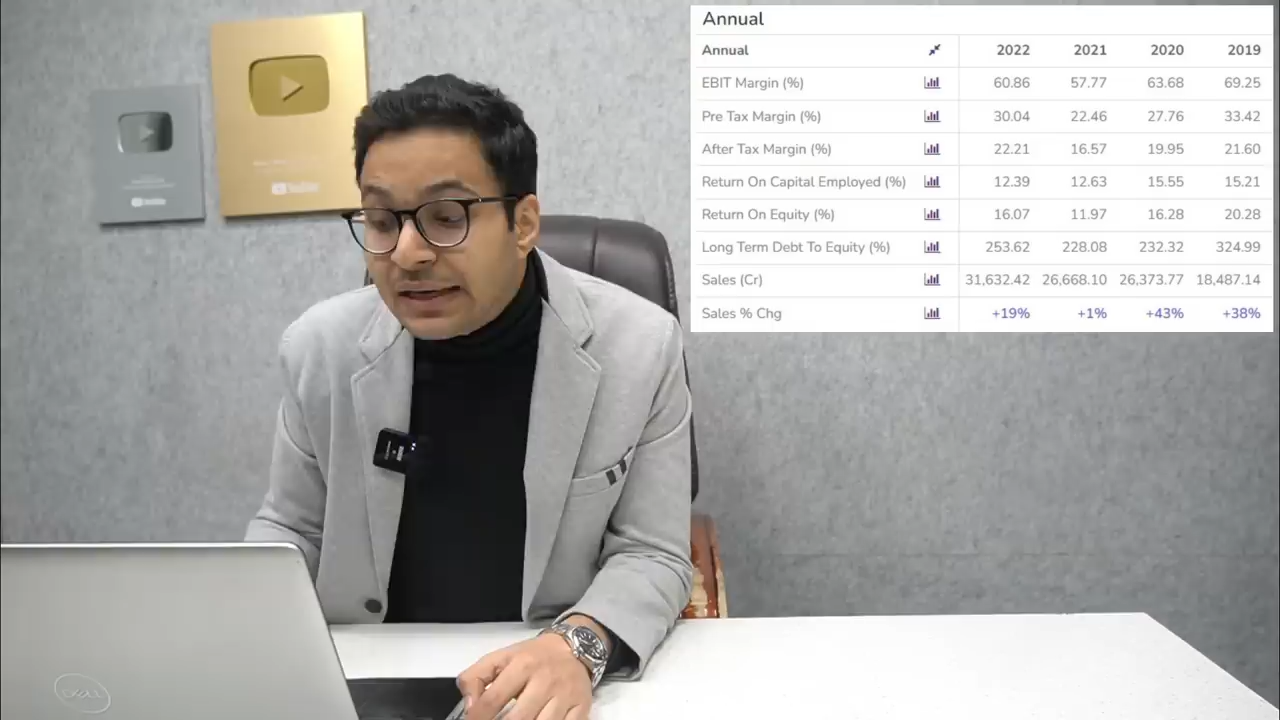 Annual
Annual 2022 2021 2020 2019
EBIT Margin (%) 60.86 57.77 63.68 69.25
Pre Tax Margin (%) 30.04 22.46 27.76 33.42
After Tax Margin (%) 22.21 16.57 19.95 21.60
Return On Capital Employed (%) 12.39 12.63 15.55 15.21
Return On Equity (%) 16.07 11.97 16.28 20.28
Long Term Debt To Equity (%) 253.62 228.08 232.32 324.99
Sales (Cr) 31,632.42 26,668.10 26,373.77 18,487.14
Sales % Chg +19% +1% +43% +38%